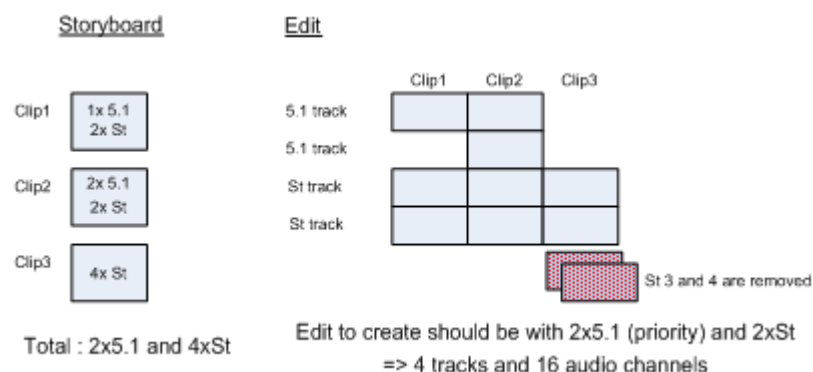 Storyboard
Edit
Clip1
1x 5.1
2x St
Clip2
2x 5.1
2x St
Clip3
4x St
Total : 2x5.1 and 4xSt
Clip1 Clip2 Clip3
5.1 track
5.1 track
St track
St track
St 3 and 4 are removed
Edit to create should be with 2x5.1 (priority) and 2xSt
=> 4 tracks and 16 audio channels